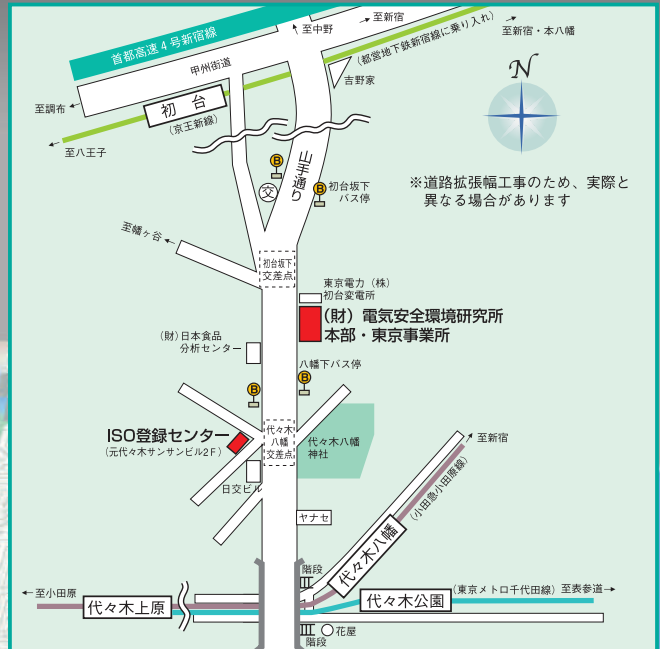 首都高速4号新宿線
至中野
至新宿
(都営地下鉄新宿線に乗り入れ)
至新宿・本八幡
甲州街道
吉野家
N
至調布
初 台
(京王新線)
至八王子
B
山手通り
交
B
初台坂下
バス停
※道路拡張幅工事のため、実際と
異なる場合があります
至幡ヶ谷
初台坂下
交差点
東京電力(株)
初台変電所
(財)電気安全環境研究所
本部・東京事業所
(財)日本食品
分析センター
八幡下バス停
B
B
ISO登録センター
(元代々木サンサンビル2F)
代々木
八幡
交差点
代々木八幡
神社
至新宿
日交ビル
ヤナセ
(小田急小田原線)
代々木八幡
階段
至小田原
代々木上原
代々木公園
(東京メトロ千代田線)
至表参道
花屋
階段